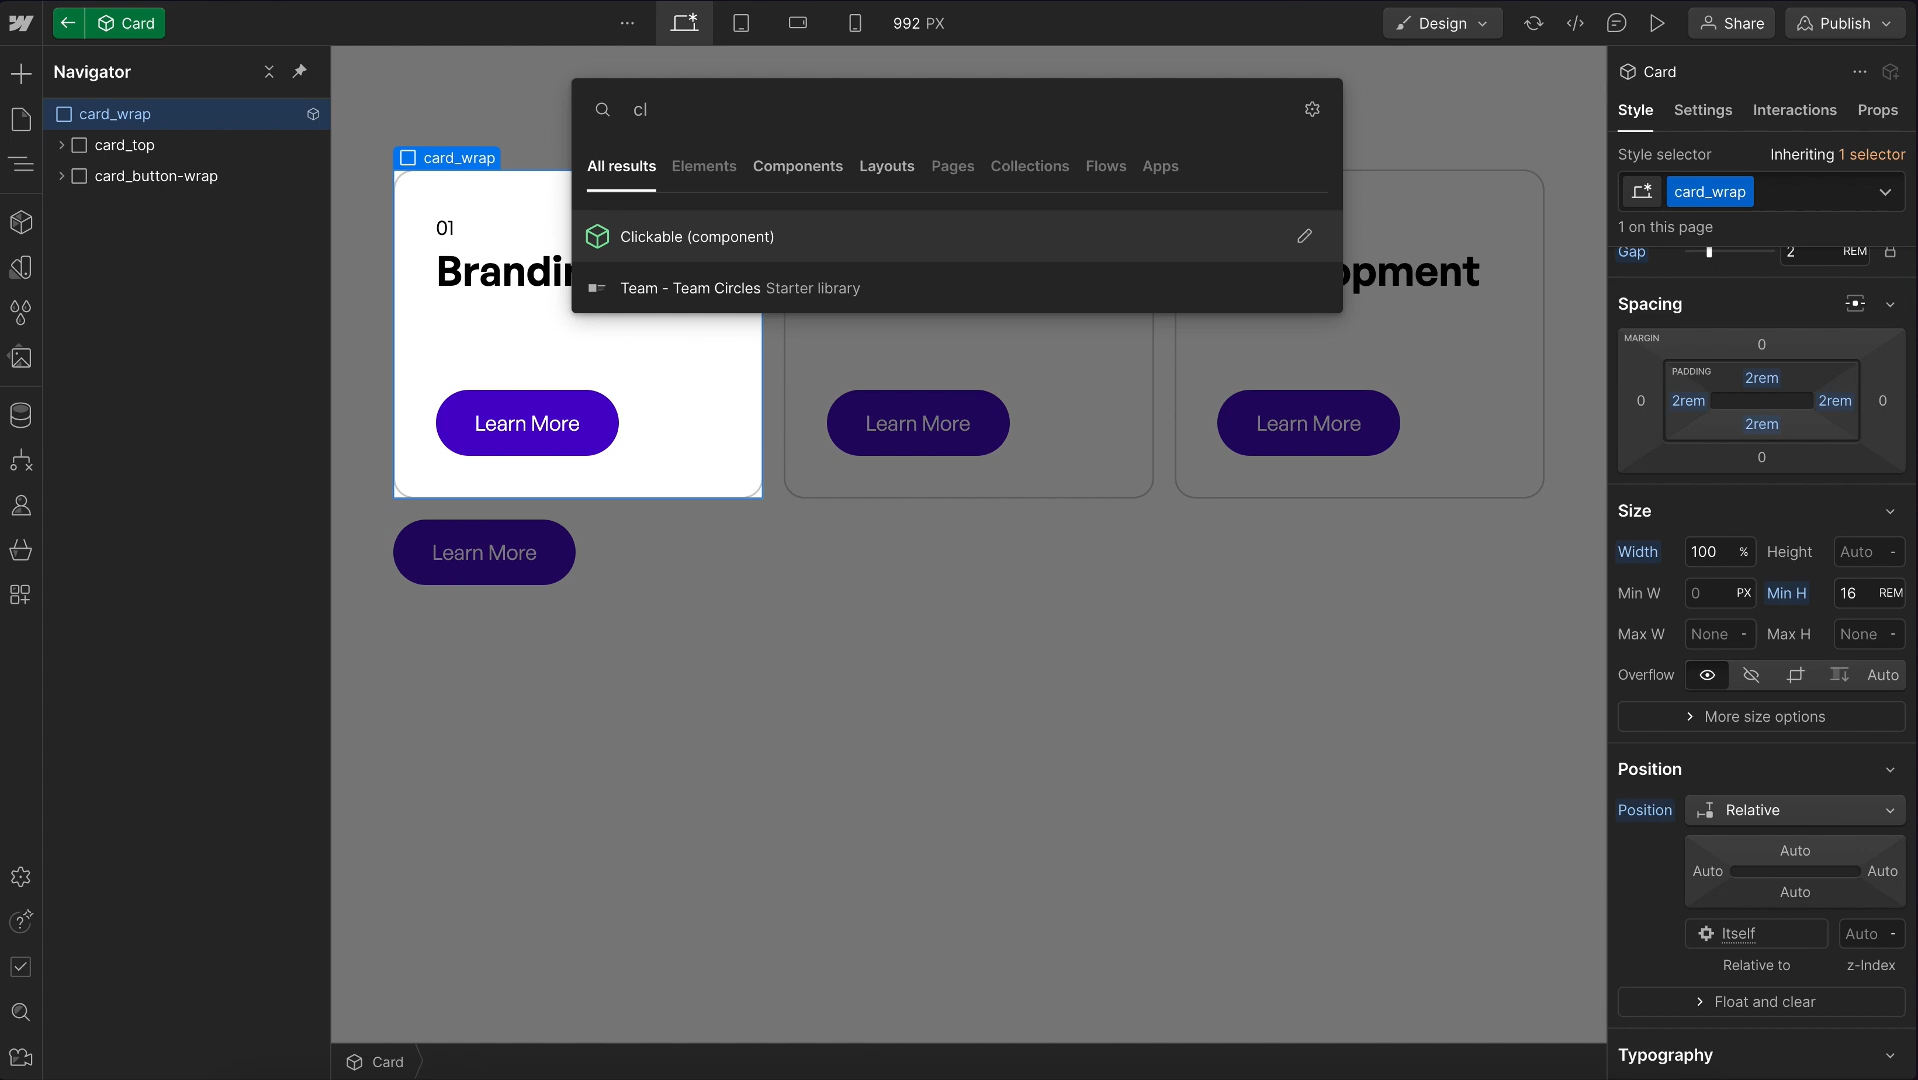 Card
992 PX
Design
Share
Publish
Navigator
card_wrap
card_top
card_button-wrap
cl
All results
Elements
Components
Layouts
Pages
Collections
Flows
Apps
Clickable (component)
Team - Team Circles Starter library
card_wrap
01
Learn More
Learn More
Learn More
Learn More
Card
Card
Style
Settings
Interactions
Props
Style selector
Inheriting 1 selector
card_wrap
1 on this page
Gap
2 REM
Spacing
MARGIN
0
PADDING
2rem
0
2rem
2rem
0
2rem
0
Size
Width
100 %
Height
Auto -
Min W
0 PX
Min H
16 REM
Max W
None -
Max H
None -
Overflow
Auto
More size options
Position
Position
Relative
Auto
Auto
Auto
Auto
Itself
Auto -
Relative to
z-Index
Float and clear
Typography